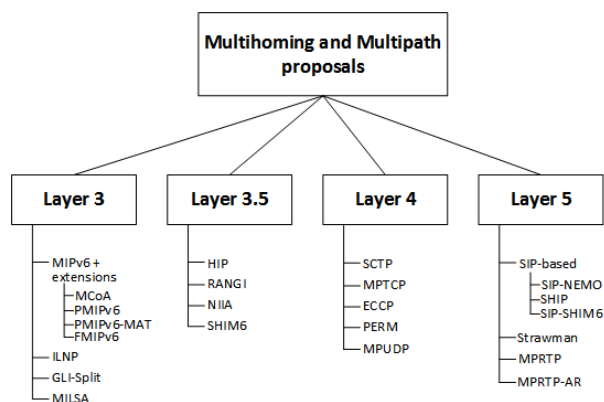 Multihoming and Multipath
proposals
Layer 3
Layer 3.5
Layer 4
Layer 5
MIPv6 +
extensions
MCoA
PMIPv6
PMIPv6-MAT
FMIPv6
ILNP
GLI-Split
MILSA
HIP
RANGI
NIIA
SHIM6
SCTP
MPTCP
ECCP
PERM
MPUDP
SIP-based
SIP-NEMO
SHIP
SIP-SHIM6
Strawman
MPRTP
MPRTP-AR